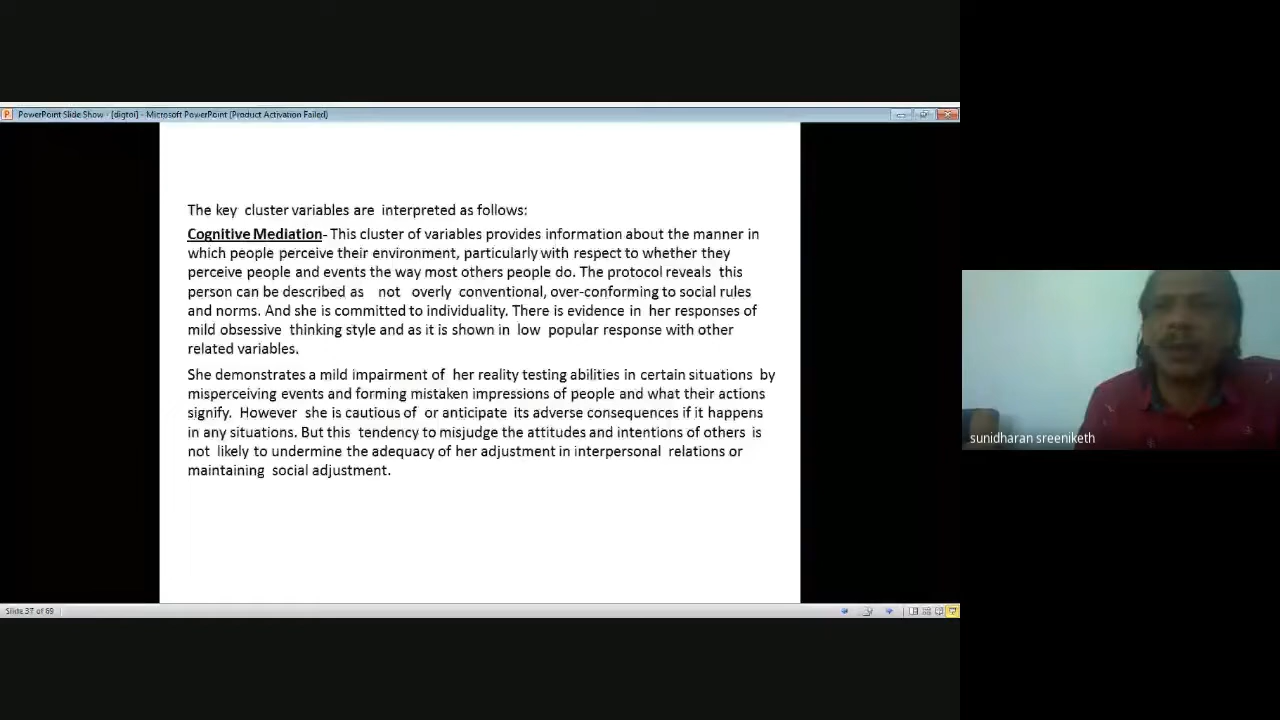 PowerPoint Slide Show - [digtoi] - Microsoft PowerPoint (Product Activation Failed)
The key cluster variables are interpreted as follows:
Cognitive Mediation- This cluster of variables provides information about the manner in
which people perceive their environment, particularly with respect to whether they
perceive people and events the way most others people do. The protocol reveals this
person can be described as not overly conventional, over-conforming to social rules
and norms. And she is committed to individuality. There is evidence in her responses of
mild obsessive thinking style and as it is shown in low popular response with other
related variables.
She demonstrates a mild impairment of her reality testing abilities in certain situations by
misperceiving events and forming mistaken impressions of people and what their actions
signify. However she is cautious of or anticipate its adverse consequences if it happens
in any situations. But this tendency to misjudge the attitudes and intentions of others is
not likely to undermine the adequacy of her adjustment in interpersonal relations or
maintaining social adjustment.
sunidharan sreeniketh
Slide 37 of 69